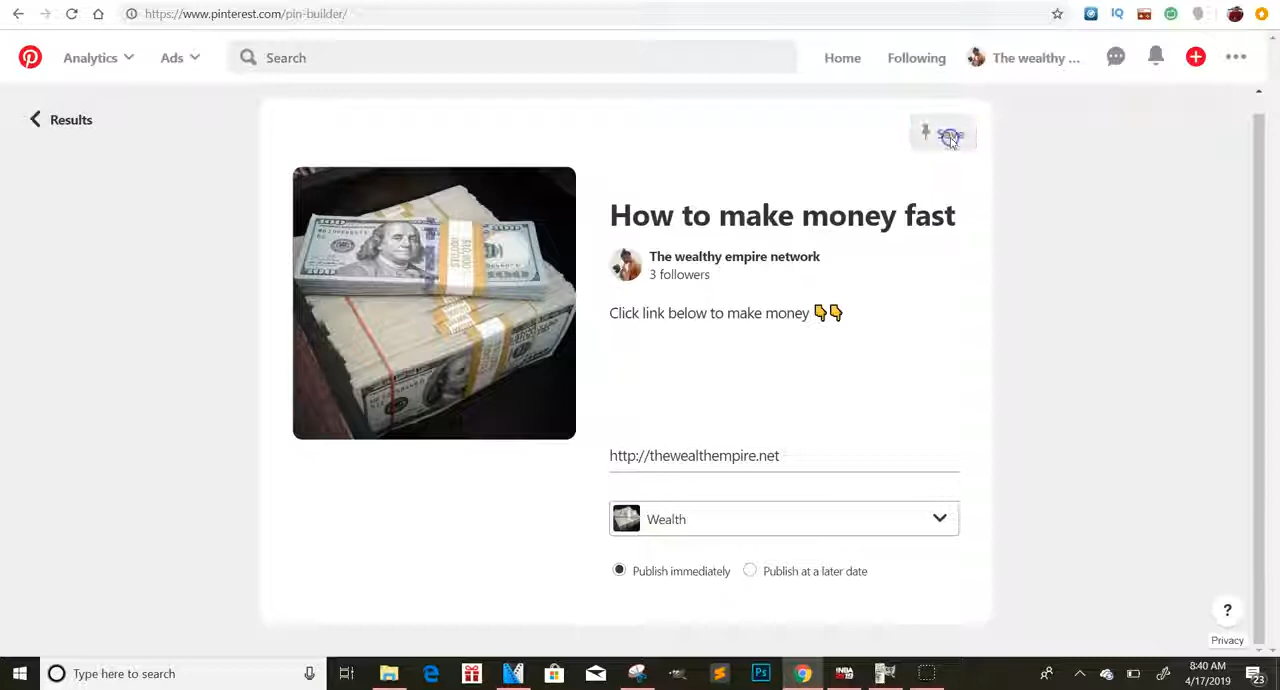 https://www.pinterest.com/pin-builder/
Analytics
Ads
Search
Home
Following
The wealthy ...
Results
Save
How to make money fast
The wealthy empire network
3 followers
Click link below to make money 👇👇
http://thewealthempire.net
Wealth
Publish immediately
Publish at a later date
?
Privacy
Type here to search
8:40 AM
4/17/2019
23